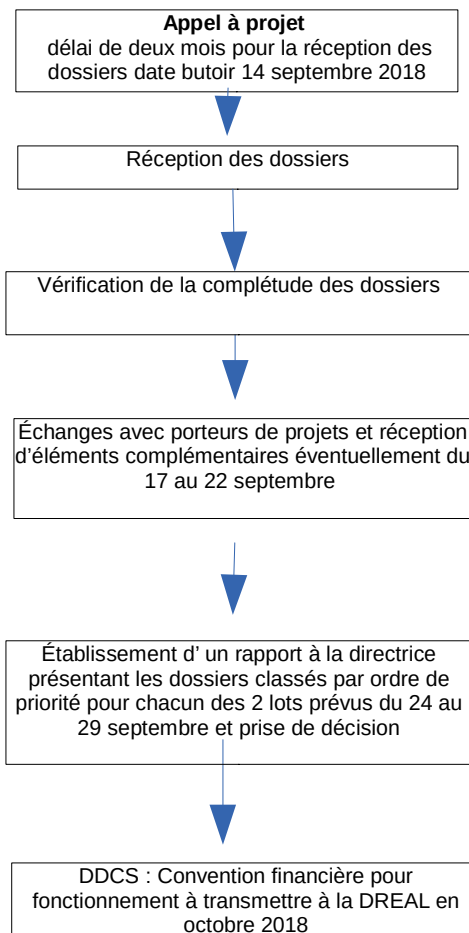 Appel à projet
délai de deux mois pour la réception des
dossiers date butoir 14 septembre 2018
Réception des dossiers
Vérification de la complétude des dossiers
Échanges avec porteurs de projets et réception
d’éléments complémentaires éventuellement du
17 au 22 septembre
Établissement d’ un rapport à la directrice
présentant les dossiers classés par ordre de
priorité pour chacun des 2 lots prévus du 24 au
29 septembre et prise de décision
DDCS : Convention financière pour
fonctionnement à transmettre à la DREAL en
octobre 2018